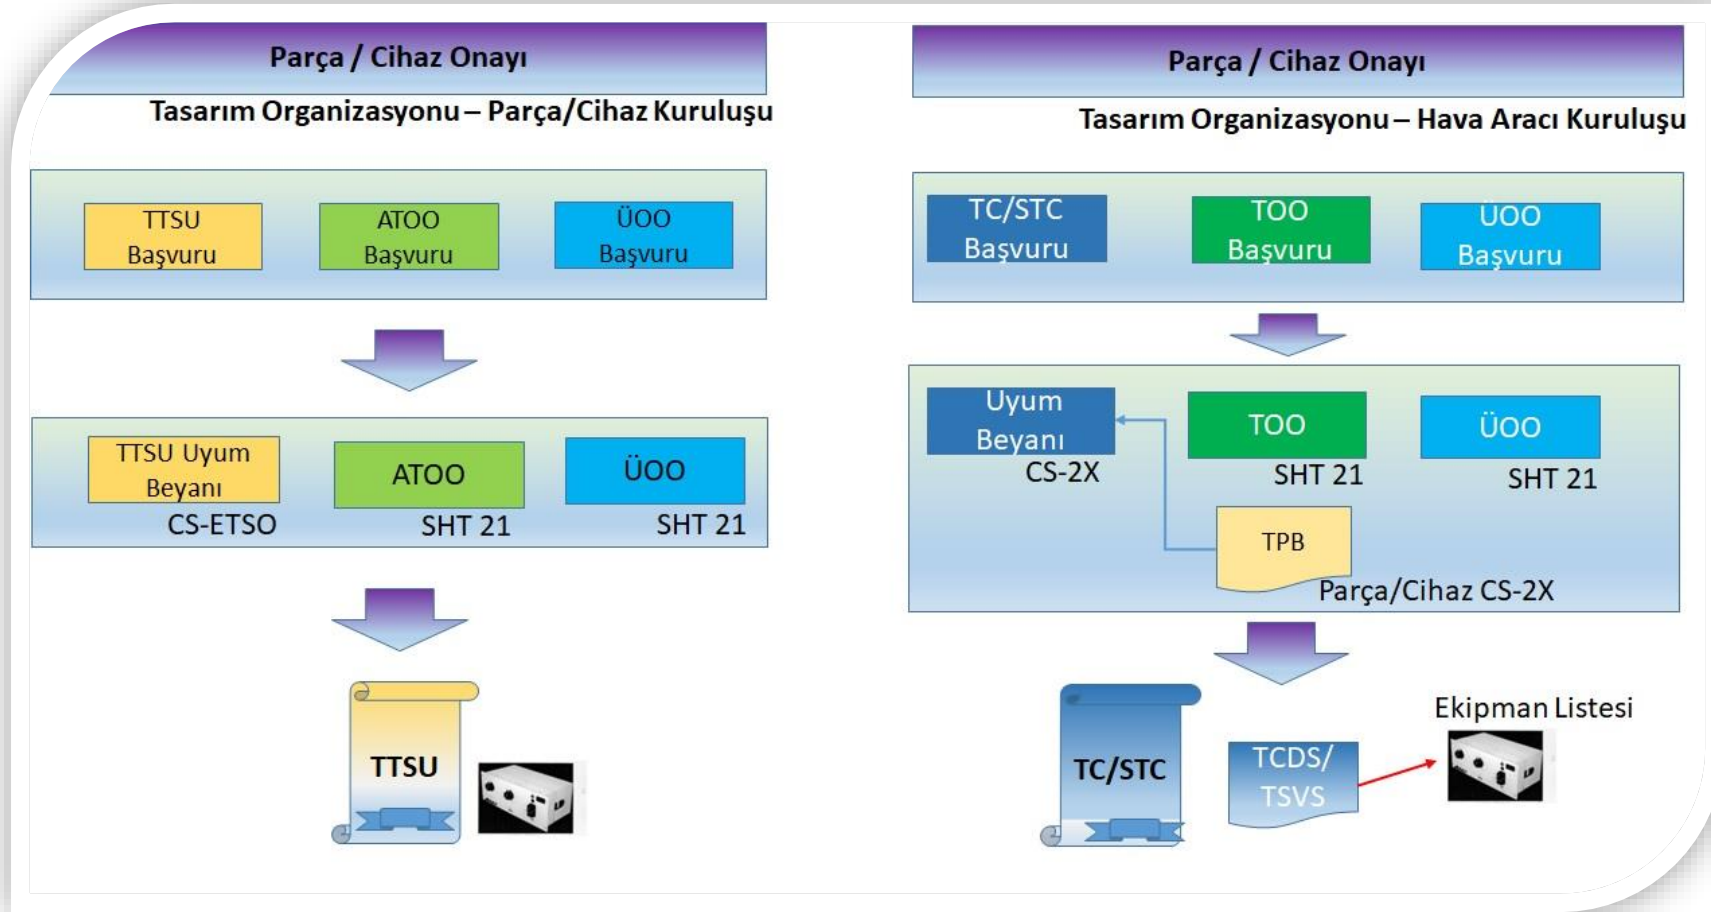 Parça / Cihaz Onayı
Tasarım Organizasyonu – Parça/Cihaz Kuruluşu
TTSU
Başvuru
ATOO
Başvuru
ÜOO
Başvuru
TTSU Uyum
Beyanı
CS-ETSO
ATOO
SHT 21
ÜOO
SHT 21
TTSU
Parça / Cihaz Onayı
Tasarım Organizasyonu – Hava Aracı Kuruluşu
TC/STC
Başvuru
TOO
Başvuru
ÜOO
Başvuru
Uyum
Beyanı
CS-2X
TOO
SHT 21
ÜOO
SHT 21
TPB
Parça/Cihaz CS-2X
TC/STC
TCDS/
TSVS
Ekipman Listesi